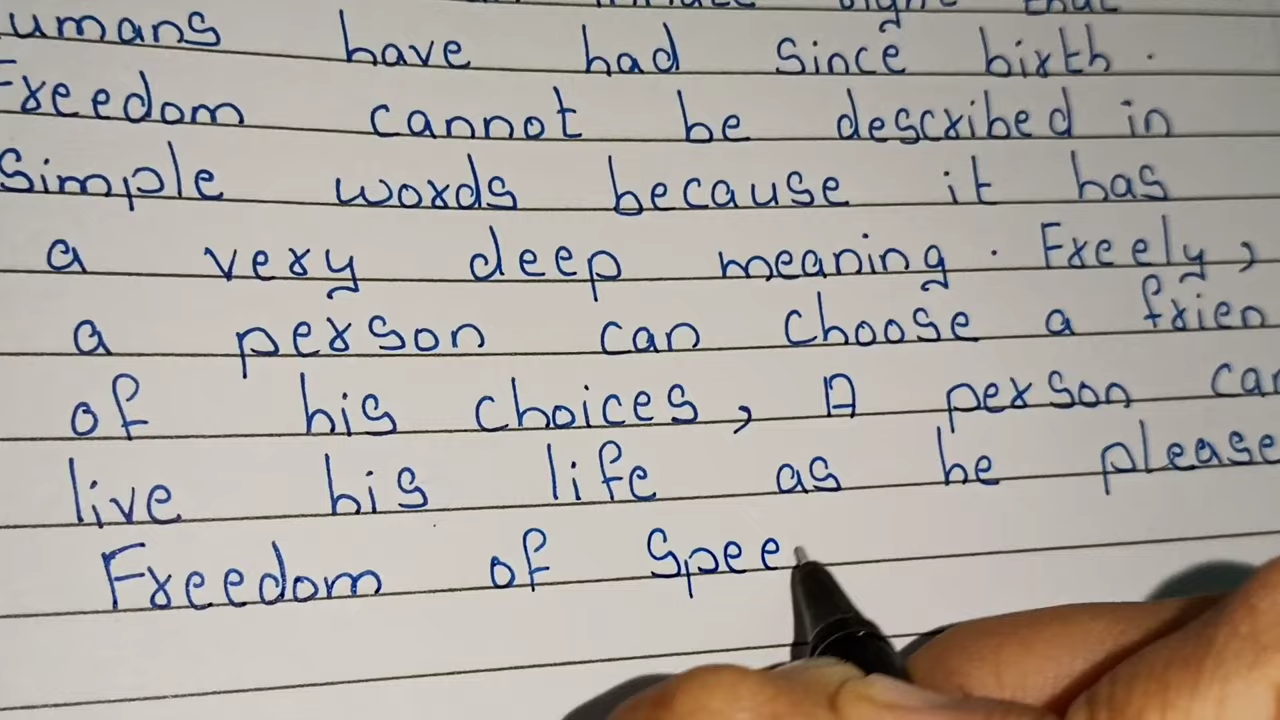 umans have had since birth.
Freedom cannot be described in
Simple words because it has
a very deep meaning. Freely,
a person can choose a frien
of his choices, A person can
live his life as he please
Freedom of Spee